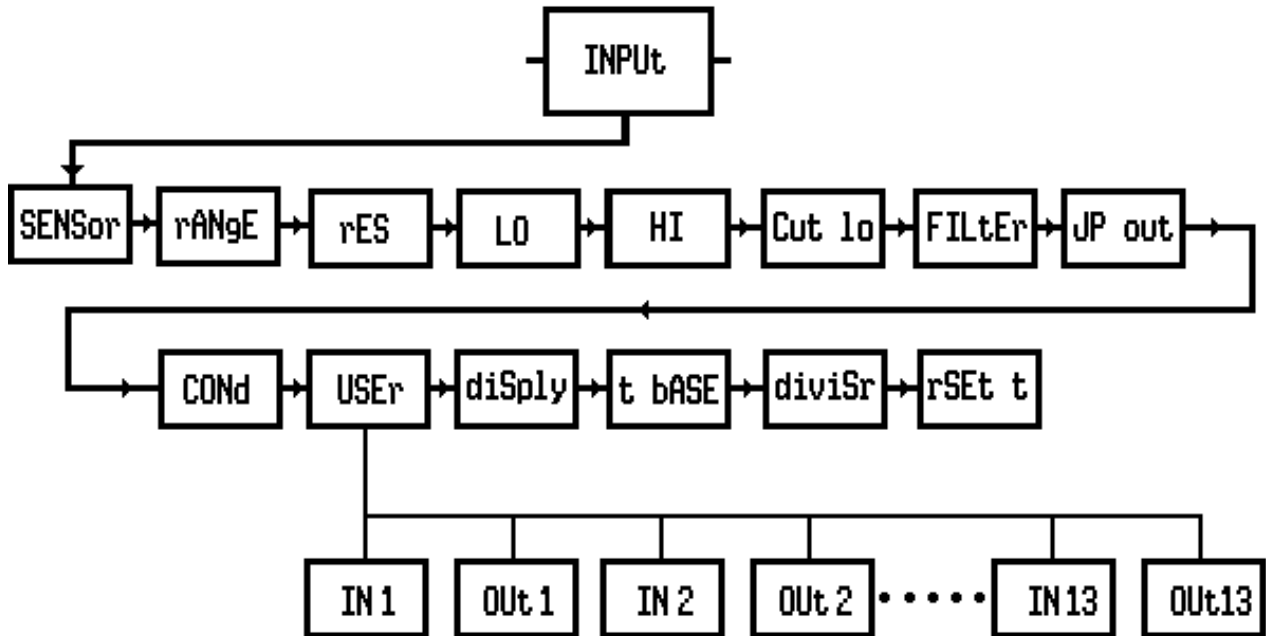 INPUt
SENSor rANgE rES LO HI Cut lo FILtEr JP out
CONd USEr diSply t bASE diviSr rSEt t
IN 1 OUt 1 IN 2 OUt 2 ••••• IN 13 OUt13